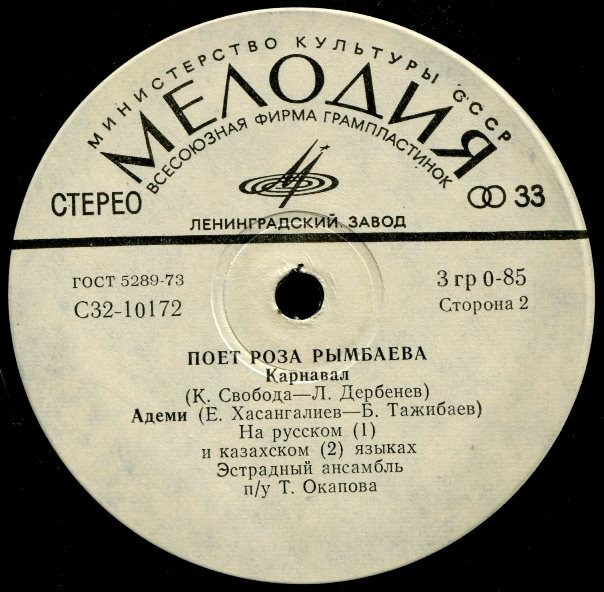 МИНИСТЕРСТВО КУЛЬТУРЫ СССР
МЕЛОДИЯ
ВСЕСОЮЗНАЯ ФИРМА ГРАМПЛАСТИНОК
СТЕРЕО
33
ЛЕНИНГРАДСКИЙ ЗАВОД
ГОСТ 5289-73
3 гр 0-85
С32-10172
Сторона 2
ПОЕТ РОЗА РЫМБАЕВА
Карнавал
(К. Свобода—Л. Дербенев)
Адеми (Е. Хасангалиев—Б. Тажибаев)
На русском (1)
и казахском (2) языках
Эстрадный ансамбль
п/у Т. Окапова